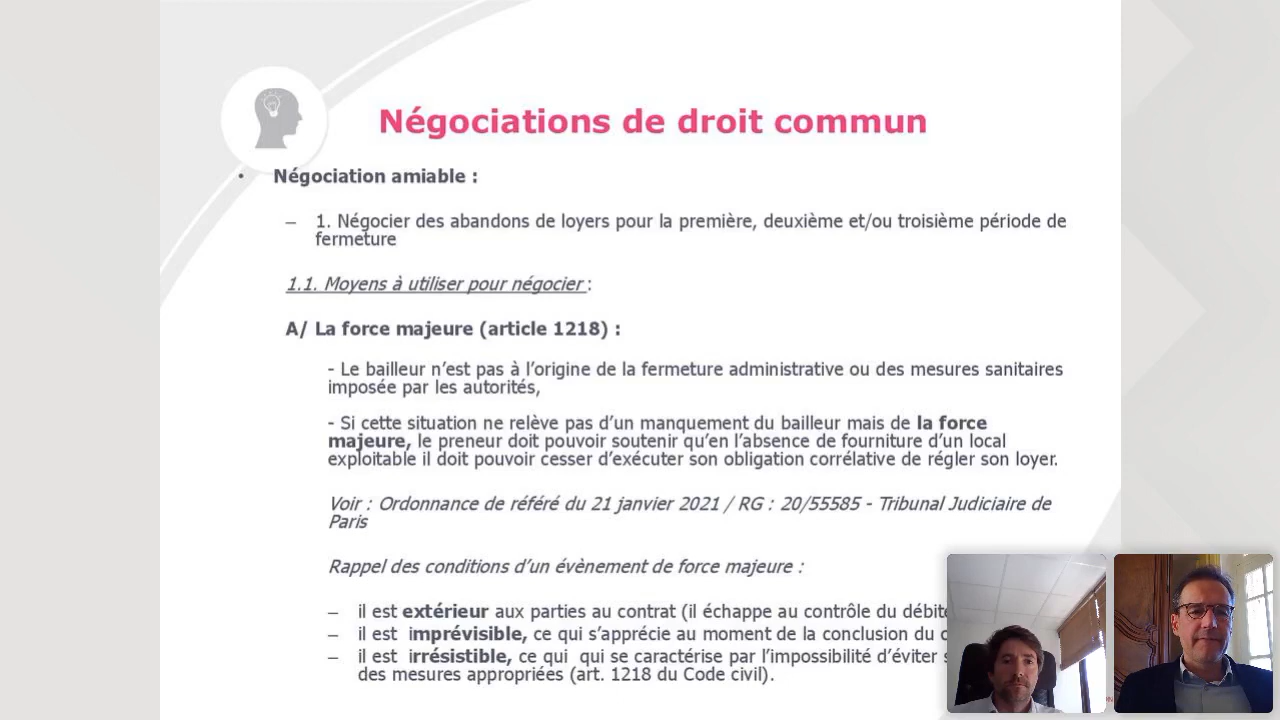 Négociations de droit commun
• Négociation amiable :
– 1. Négocier des abandons de loyers pour la première, deuxième et/ou troisième période de
fermeture
1.1. Moyens à utiliser pour négocier :
A/ La force majeure (article 1218) :
- Le bailleur n’est pas à l’origine de la fermeture administrative ou des mesures sanitaires
imposée par les autorités,
- Si cette situation ne relève pas d’un manquement du bailleur mais de la force
majeure, le preneur doit pouvoir soutenir qu’en l’absence de fourniture d’un local
exploitable il doit pouvoir cesser d’exécuter son obligation corrélative de régler son loyer.
Voir : Ordonnance de référé du 21 janvier 2021 / RG : 20/55585 - Tribunal Judiciaire de
Paris
Rappel des conditions d’un évènement de force majeure :
– il est extérieur aux parties au contrat (il échappe au contrôle du
– il est imprévisible, ce qui s’apprécie au moment de la conclusion du
– il est irrésistible, ce qui qui se caractérise par l’impossibilité d’éviter
des mesures appropriées (art. 1218 du Code civil).